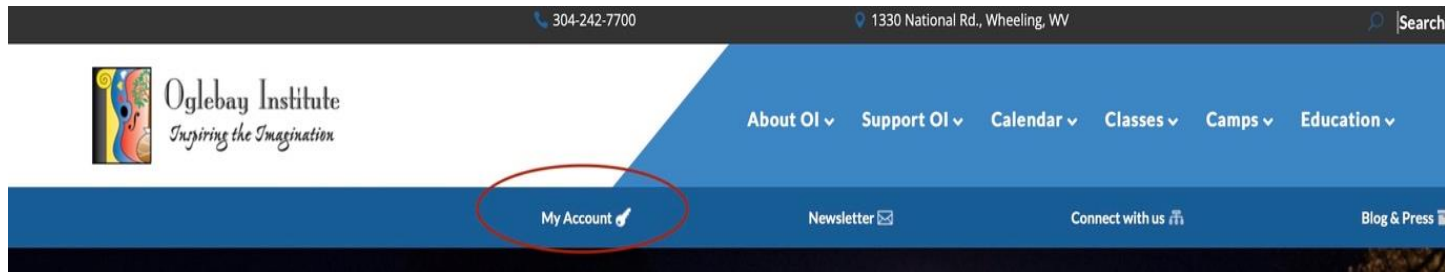 304-242-7700
1330 National Rd., Wheeling, WV
Search
Oglebay Institute
Inspiring the Imagination
About OI
Support OI
Calendar
Classes
Camps
Education
My Account
Newsletter
Connect with us
Blog & Press